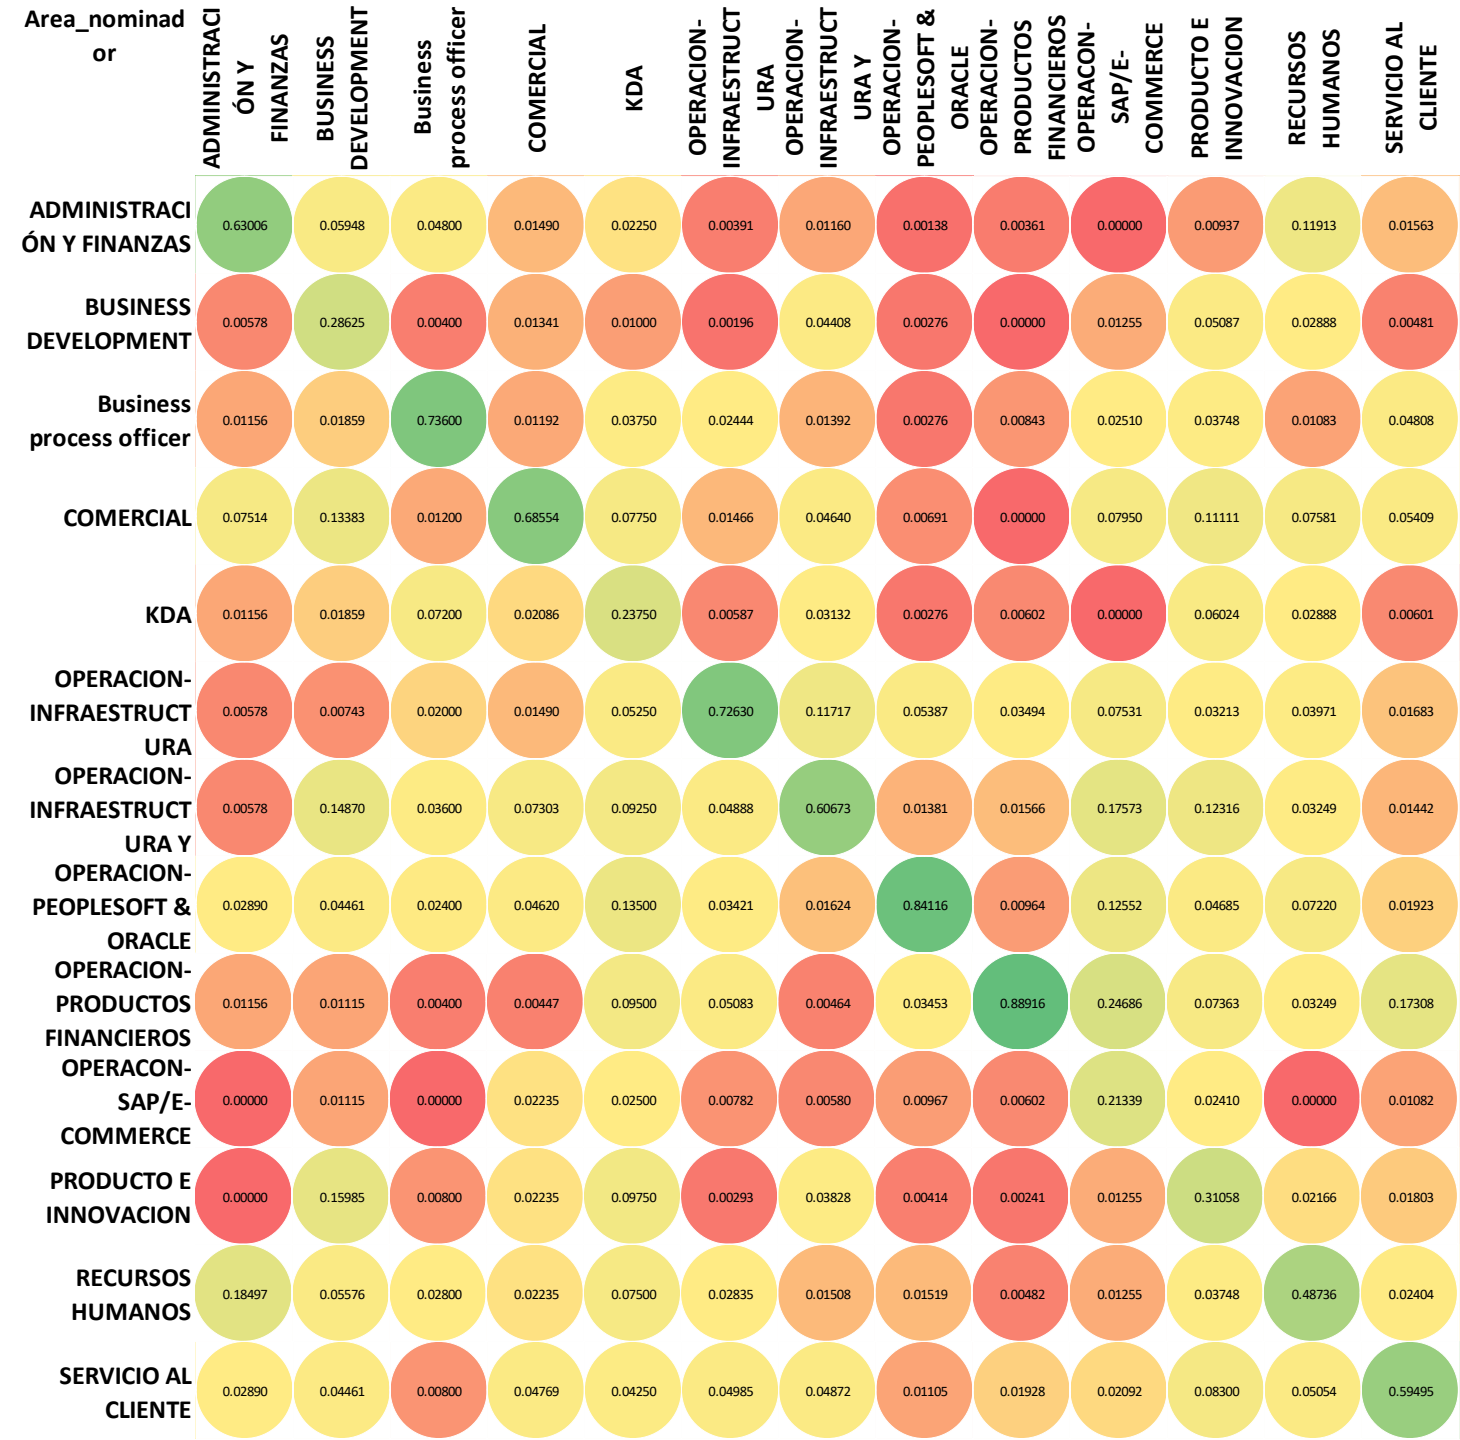 Area_nominad
or
ADMINISTRACI
ÓN Y
FINANZAS
BUSINESS
DEVELOPMENT
Business
process officer
COMERCIAL
KDA
OPERACION-
INFRAESTRUCT
URA
OPERACION-
INFRAESTRUCT
URA Y
OPERACION-
PEOPLESOFT &
ORACLE
OPERACION-
PRODUCTOS
FINANCIEROS
OPERACON-
SAP/E-
COMMERCE
PRODUCTO E
INNOVACION
RECURSOS
HUMANOS
SERVICIO AL
CLIENTE
ADMINISTRACI
ÓN Y FINANZAS
0.63006 0.05948 0.04800 0.01490 0.02250 0.00391 0.01160 0.00138 0.00361 0.00000 0.00937 0.11913 0.01563
BUSINESS
DEVELOPMENT
0.00578 0.28625 0.00400 0.01341 0.01000 0.00196 0.04408 0.00276 0.00000 0.01255 0.05087 0.02888 0.00481
Business
process officer
0.01156 0.01859 0.73600 0.01192 0.03750 0.02444 0.01392 0.00276 0.00843 0.02510 0.03748 0.01083 0.04808
COMERCIAL
0.07514 0.13383 0.01200 0.68554 0.07750 0.01466 0.04640 0.00691 0.00000 0.07950 0.11111 0.07581 0.05409
KDA
0.01156 0.01859 0.07200 0.02086 0.23750 0.00587 0.03132 0.00276 0.00602 0.00000 0.06024 0.02888 0.00601
OPERACION-
INFRAESTRUCT
URA
0.00578 0.00743 0.02000 0.01490 0.05250 0.72630 0.11717 0.05387 0.03494 0.07531 0.03213 0.03971 0.01683
OPERACION-
INFRAESTRUCT
URA Y
0.00578 0.14870 0.03600 0.07303 0.09250 0.04888 0.60673 0.01381 0.01566 0.17573 0.12316 0.03249 0.01442
OPERACION-
PEOPLESOFT &
ORACLE
0.02890 0.04461 0.02400 0.04620 0.13500 0.03421 0.01624 0.84116 0.00964 0.12552 0.04685 0.07220 0.01923
OPERACION-
PRODUCTOS
FINANCIEROS
0.01156 0.01115 0.00400 0.00447 0.09500 0.05083 0.00464 0.03453 0.88916 0.24686 0.07363 0.03249 0.17308
OPERACON-
SAP/E-
COMMERCE
0.00000 0.01115 0.00000 0.02235 0.02500 0.00782 0.00580 0.00967 0.00602 0.21339 0.02410 0.00000 0.01082
PRODUCTO E
INNOVACION
0.00000 0.15985 0.00800 0.02235 0.09750 0.00293 0.03828 0.00414 0.00241 0.01255 0.31058 0.02166 0.01803
RECURSOS
HUMANOS
0.18497 0.05576 0.02800 0.02235 0.07500 0.02835 0.01508 0.01519 0.00482 0.01255 0.03748 0.48736 0.02404
SERVICIO AL
CLIENTE
0.02890 0.04461 0.00800 0.04769 0.04250 0.04985 0.04872 0.01105 0.01928 0.02092 0.08300 0.05054 0.59495